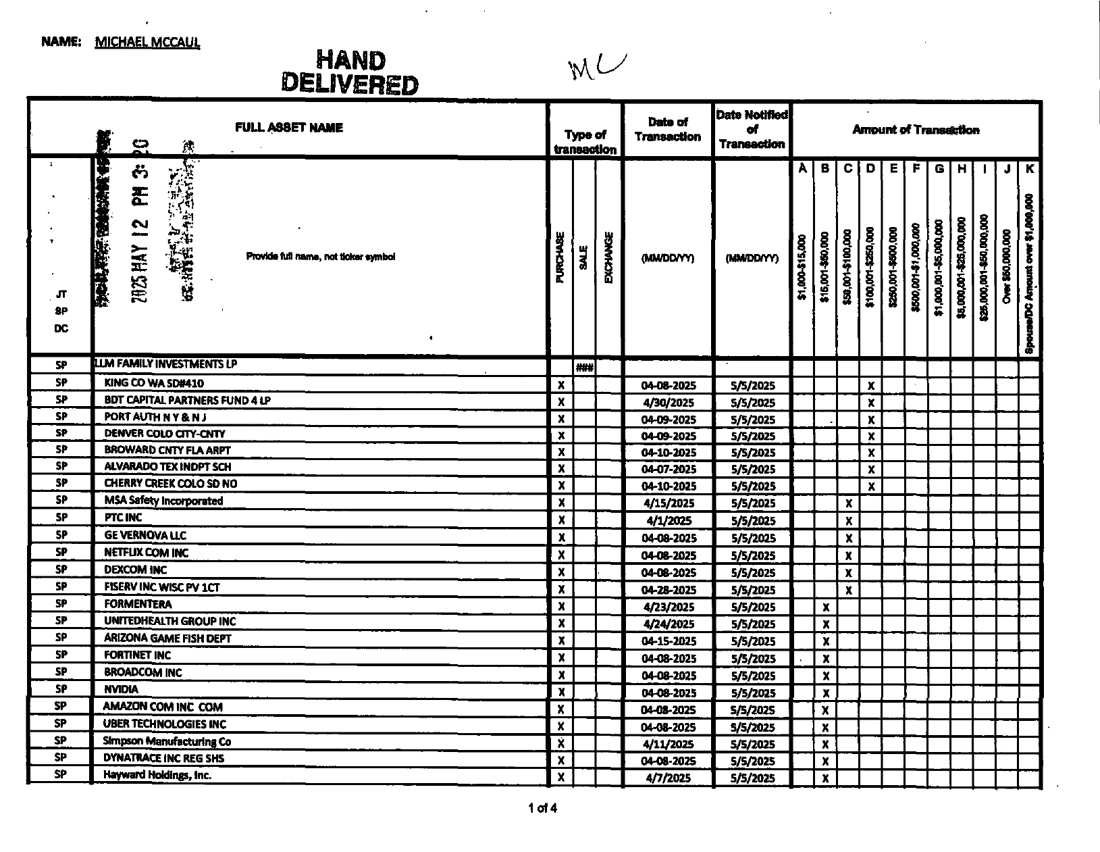 NAME: MICHAEL MCCAUL
HAND
DELIVERED
MC
FULL ASSET NAME
Type of transaction
Date of Transaction
Date Notified of Transaction
Amount of Transaction
2025 MAY 12 PM 3: 20
JT
SP
DC
Provide full name, not ticker symbol
PURCHASE
SALE
EXCHANGE
(MM/DD/YY)
(MM/DD/YY)
A B C D E F G H I J K
$1,000-$15,000
$15,001-$50,000
$50,001-$100,000
$100,001-$250,000
$250,001-$500,000
$500,001-$1,000,000
$1,000,001-$5,000,000
$5,000,001-$25,000,000
$25,000,001-$50,000,000
Over $50,000,000
Spouse/DC Amount over $1,000,000
SP LLM FAMILY INVESTMENTS LP ###
SP KING CO WA SD#410 X 04-08-2025 5/5/2025 X
SP BDT CAPITAL PARTNERS FUND 4 LP X 4/30/2025 5/5/2025 X
SP PORT AUTH N Y & N J X 04-09-2025 5/5/2025 X
SP DENVER COLO CITY-CNTY X 04-09-2025 5/5/2025 X
SP BROWARD CNTY FLA ARPT X 04-10-2025 5/5/2025 X
SP ALVARADO TEX INDPT SCH X 04-07-2025 5/5/2025 X
SP CHERRY CREEK COLO SD NO X 04-10-2025 5/5/2025 X
SP MSA Safety Incorporated X 4/15/2025 5/5/2025 X
SP PTC INC X 4/1/2025 5/5/2025 X
SP GE VERNOVA LLC X 04-08-2025 5/5/2025 X
SP NETFLIX COM INC X 04-08-2025 5/5/2025 X
SP DEXCOM INC X 04-08-2025 5/5/2025 X
SP FISERV INC WISC PV 1CT X 04-28-2025 5/5/2025 X
SP FORMENTERA X 4/23/2025 5/5/2025 X
SP UNITEDHEALTH GROUP INC X 4/24/2025 5/5/2025 X
SP ARIZONA GAME FISH DEPT X 04-15-2025 5/5/2025 X
SP FORTINET INC X 04-08-2025 5/5/2025 X
SP BROADCOM INC X 04-08-2025 5/5/2025 X
SP NVIDIA X 04-08-2025 5/5/2025 X
SP AMAZON COM INC COM X 04-08-2025 5/5/2025 X
SP UBER TECHNOLOGIES INC X 04-08-2025 5/5/2025 X
SP Simpson Manufacturing Co X 4/11/2025 5/5/2025 X
SP DYNATRACE INC REG SHS X 04-08-2025 5/5/2025 X
SP Hayward Holdings, Inc. X 4/7/2025 5/5/2025 X
1 of 4